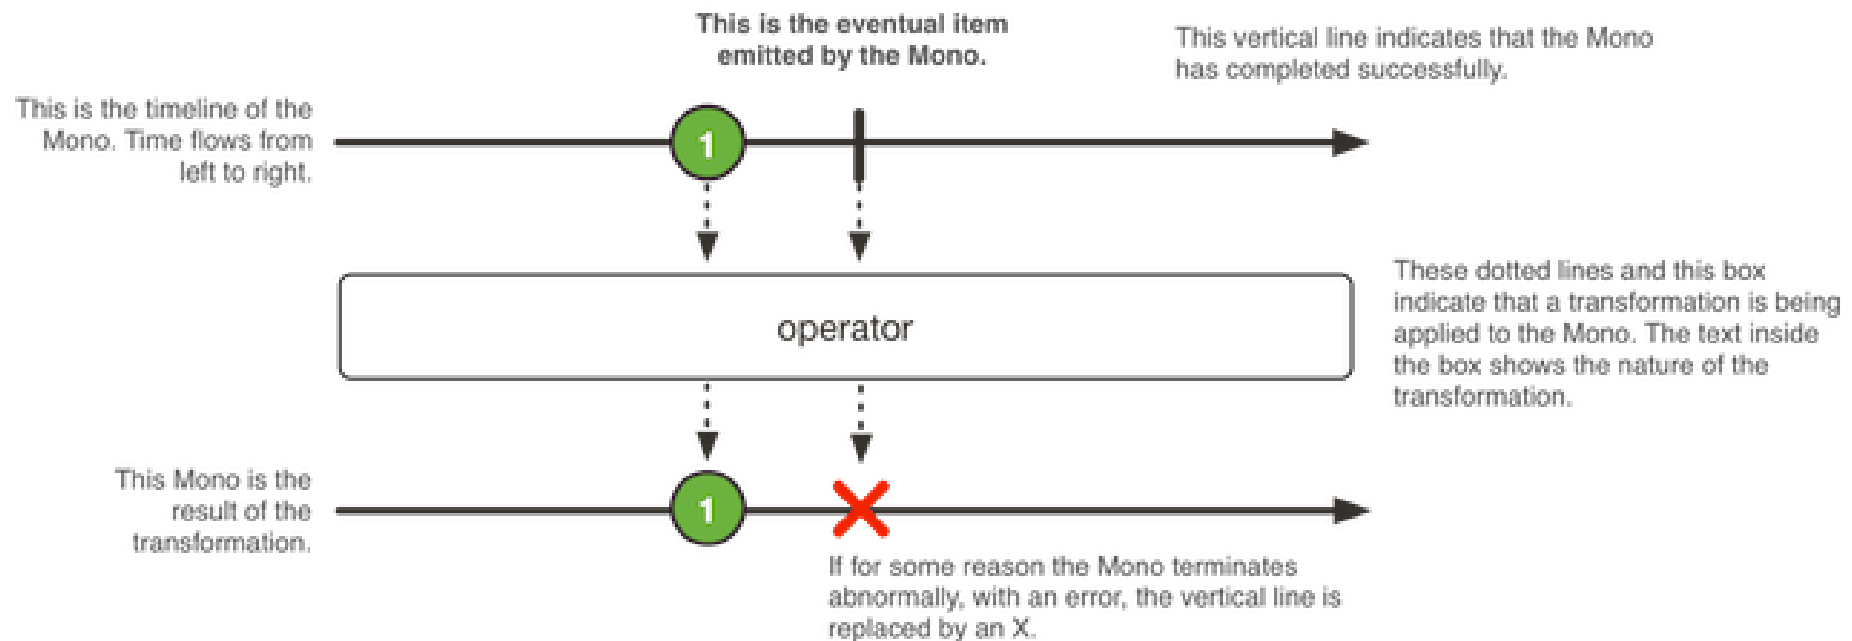 This is the eventual item
emitted by the Mono.
This vertical line indicates that the Mono
has completed successfully.
This is the timeline of the
Mono. Time flows from
left to right.
1
These dotted lines and this box
indicate that a transformation is being
applied to the Mono. The text inside
the box shows the nature of the
transformation.
operator
This Mono is the
result of the
transformation.
1
If for some reason the Mono terminates
abnormally, with an error, the vertical line is
replaced by an X.